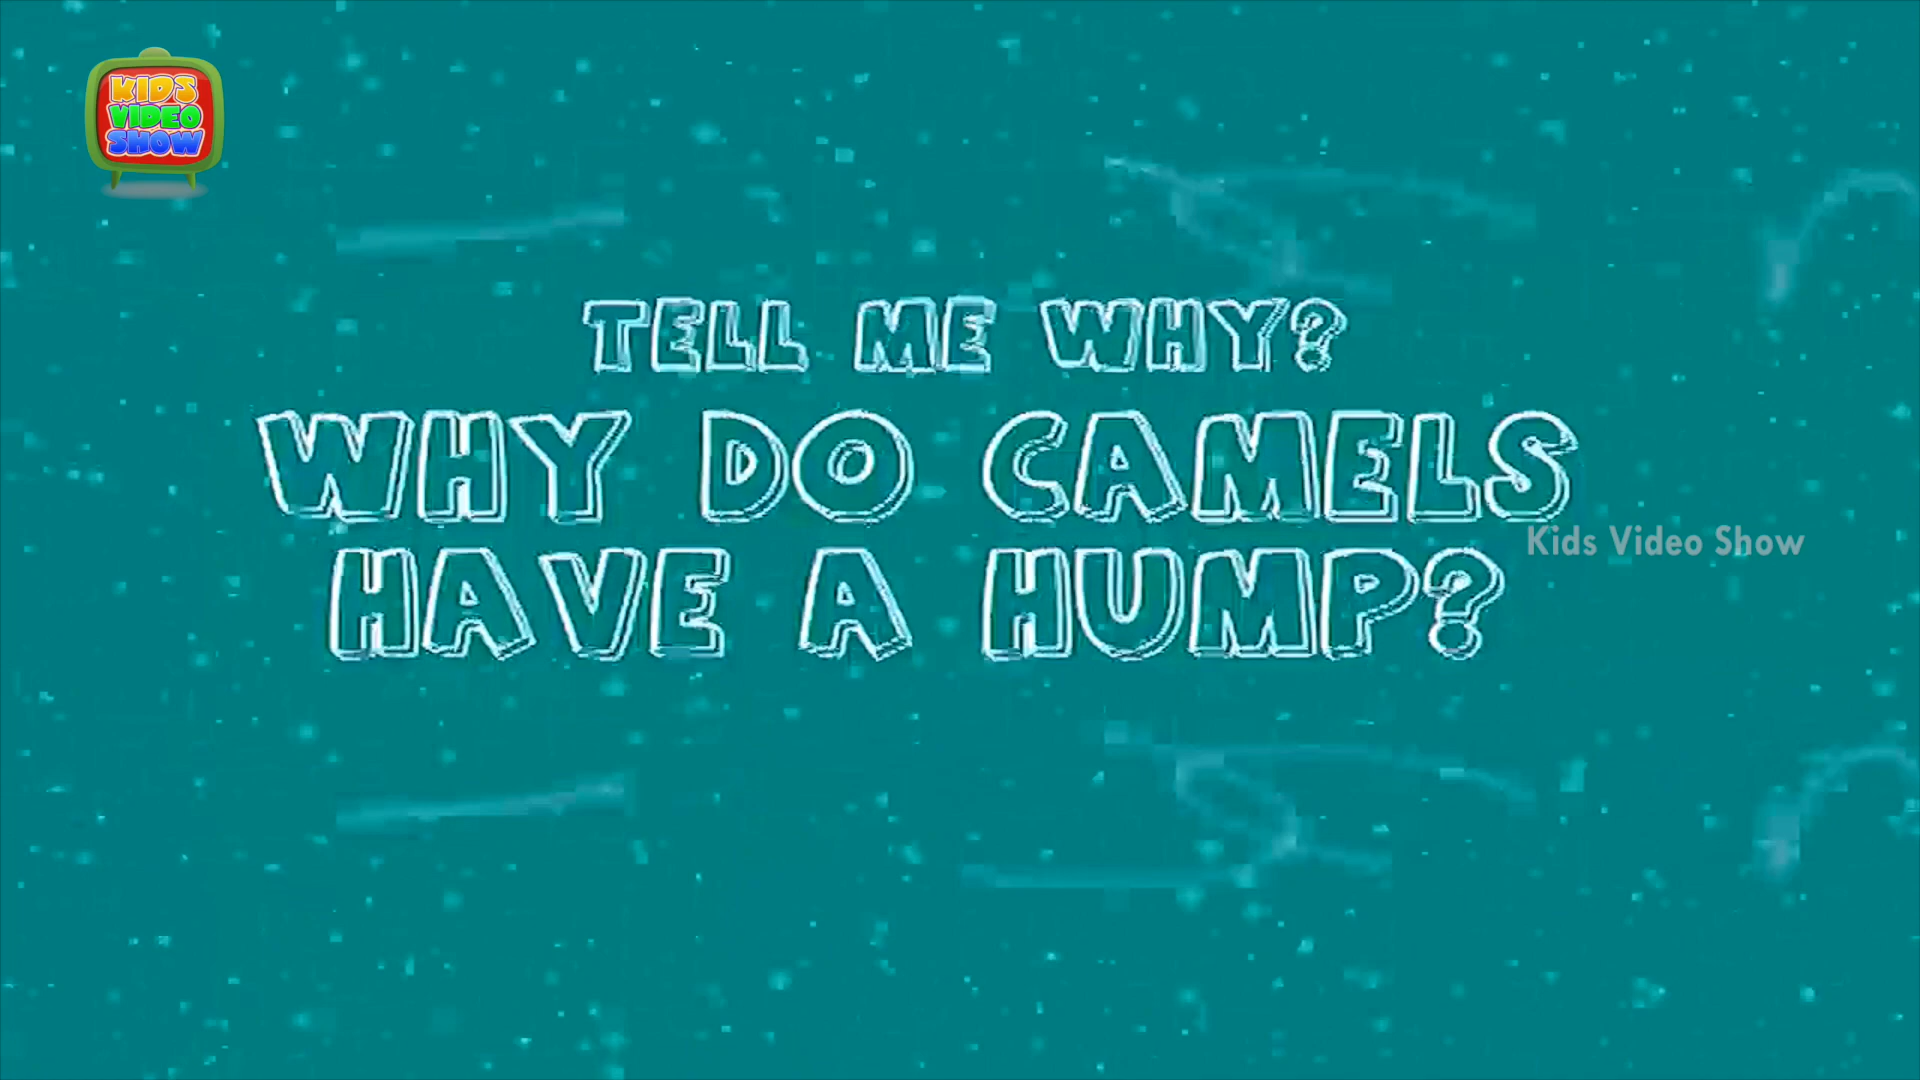 KIDS
VIDEO
SHOW
TELL ME WHY?
WHY DO CAMELS
HAVE A HUMP?
Kids Video Show